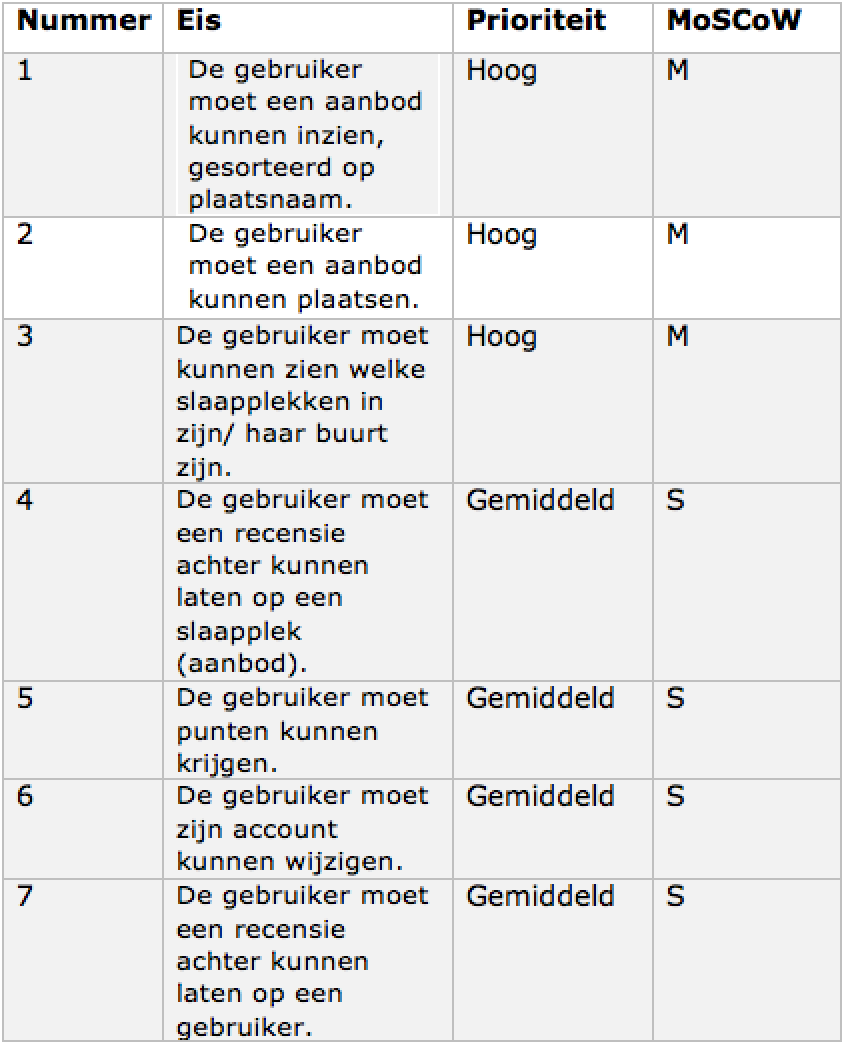 Nummer Eis Prioriteit MoSCoW
1 De gebruiker Hoog M
moet een aanbod
kunnen inzien,
gesorteerd op
plaatsnaam.
2 De gebruiker Hoog M
moet een aanbod
kunnen plaatsen.
3 De gebruiker moet Hoog M
kunnen zien welke
slaapplekken in
zijn/ haar buurt
zijn.
4 De gebruiker moet Gemiddeld S
een recensie
achter kunnen
laten op een
slaapplek
(aanbod).
5 De gebruiker moet Gemiddeld S
punten kunnen
krijgen.
6 De gebruiker moet Gemiddeld S
zijn account
kunnen wijzigen.
7 De gebruiker moet Gemiddeld S
een recensie
achter kunnen
laten op een
gebruiker.